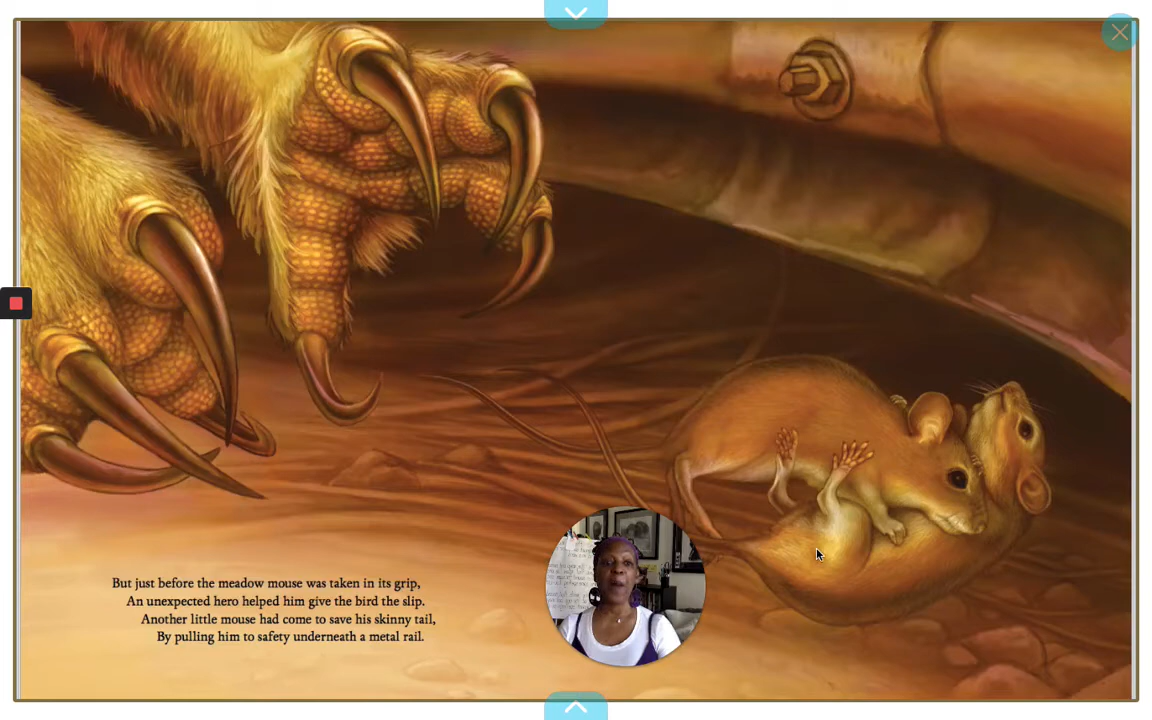 But just before the meadow mouse was taken in its grip,
An unexpected hero helped him give the bird the slip.
Another little mouse had come to save his skinny tail,
By pulling him to safety underneath a metal rail.